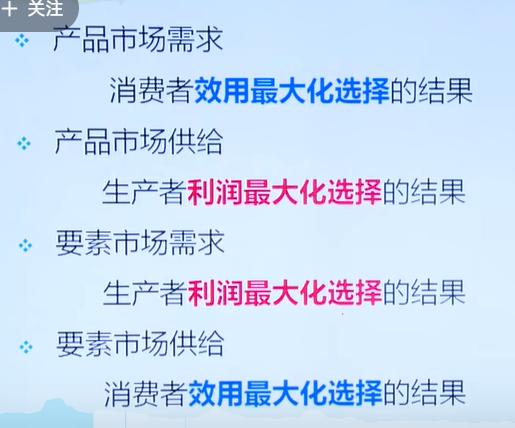 + 关注
产品市场需求
消费者效用最大化选择的结果
产品市场供给
生产者利润最大化选择的结果
要素市场需求
生产者利润最大化选择的结果
要素市场供给
消费者效用最大化选择的结果